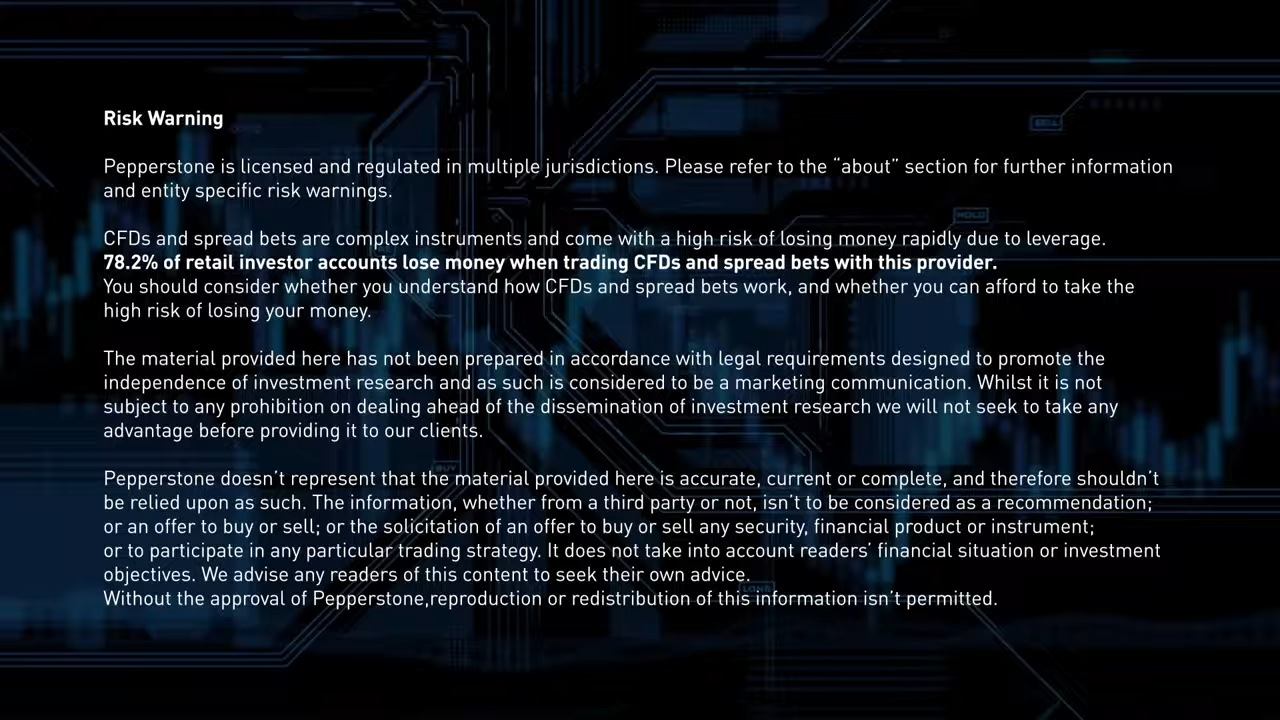 Risk Warning
Pepperstone is licensed and regulated in multiple jurisdictions. Please refer to the “about” section for further information
and entity specific risk warnings.
CFDs and spread bets are complex instruments and come with a high risk of losing money rapidly due to leverage.
78.2% of retail investor accounts lose money when trading CFDs and spread bets with this provider.
You should consider whether you understand how CFDs and spread bets work, and whether you can afford to take the
high risk of losing your money.
The material provided here has not been prepared in accordance with legal requirements designed to promote the
independence of investment research and as such is considered to be a marketing communication. Whilst it is not
subject to any prohibition on dealing ahead of the dissemination of investment research we will not seek to take any
advantage before providing it to our clients.
Pepperstone doesn’t represent that the material provided here is accurate, current or complete, and therefore shouldn’t
be relied upon as such. The information, whether from a third party or not, isn’t to be considered as a recommendation;
or an offer to buy or sell; or the solicitation of an offer to buy or sell any security, financial product or instrument;
or to participate in any particular trading strategy. It does not take into account readers’ financial situation or investment
objectives. We advise any readers of this content to seek their own advice.
Without the approval of Pepperstone,reproduction or redistribution of this information isn’t permitted.
SELL
HOLD
BUY
LONG